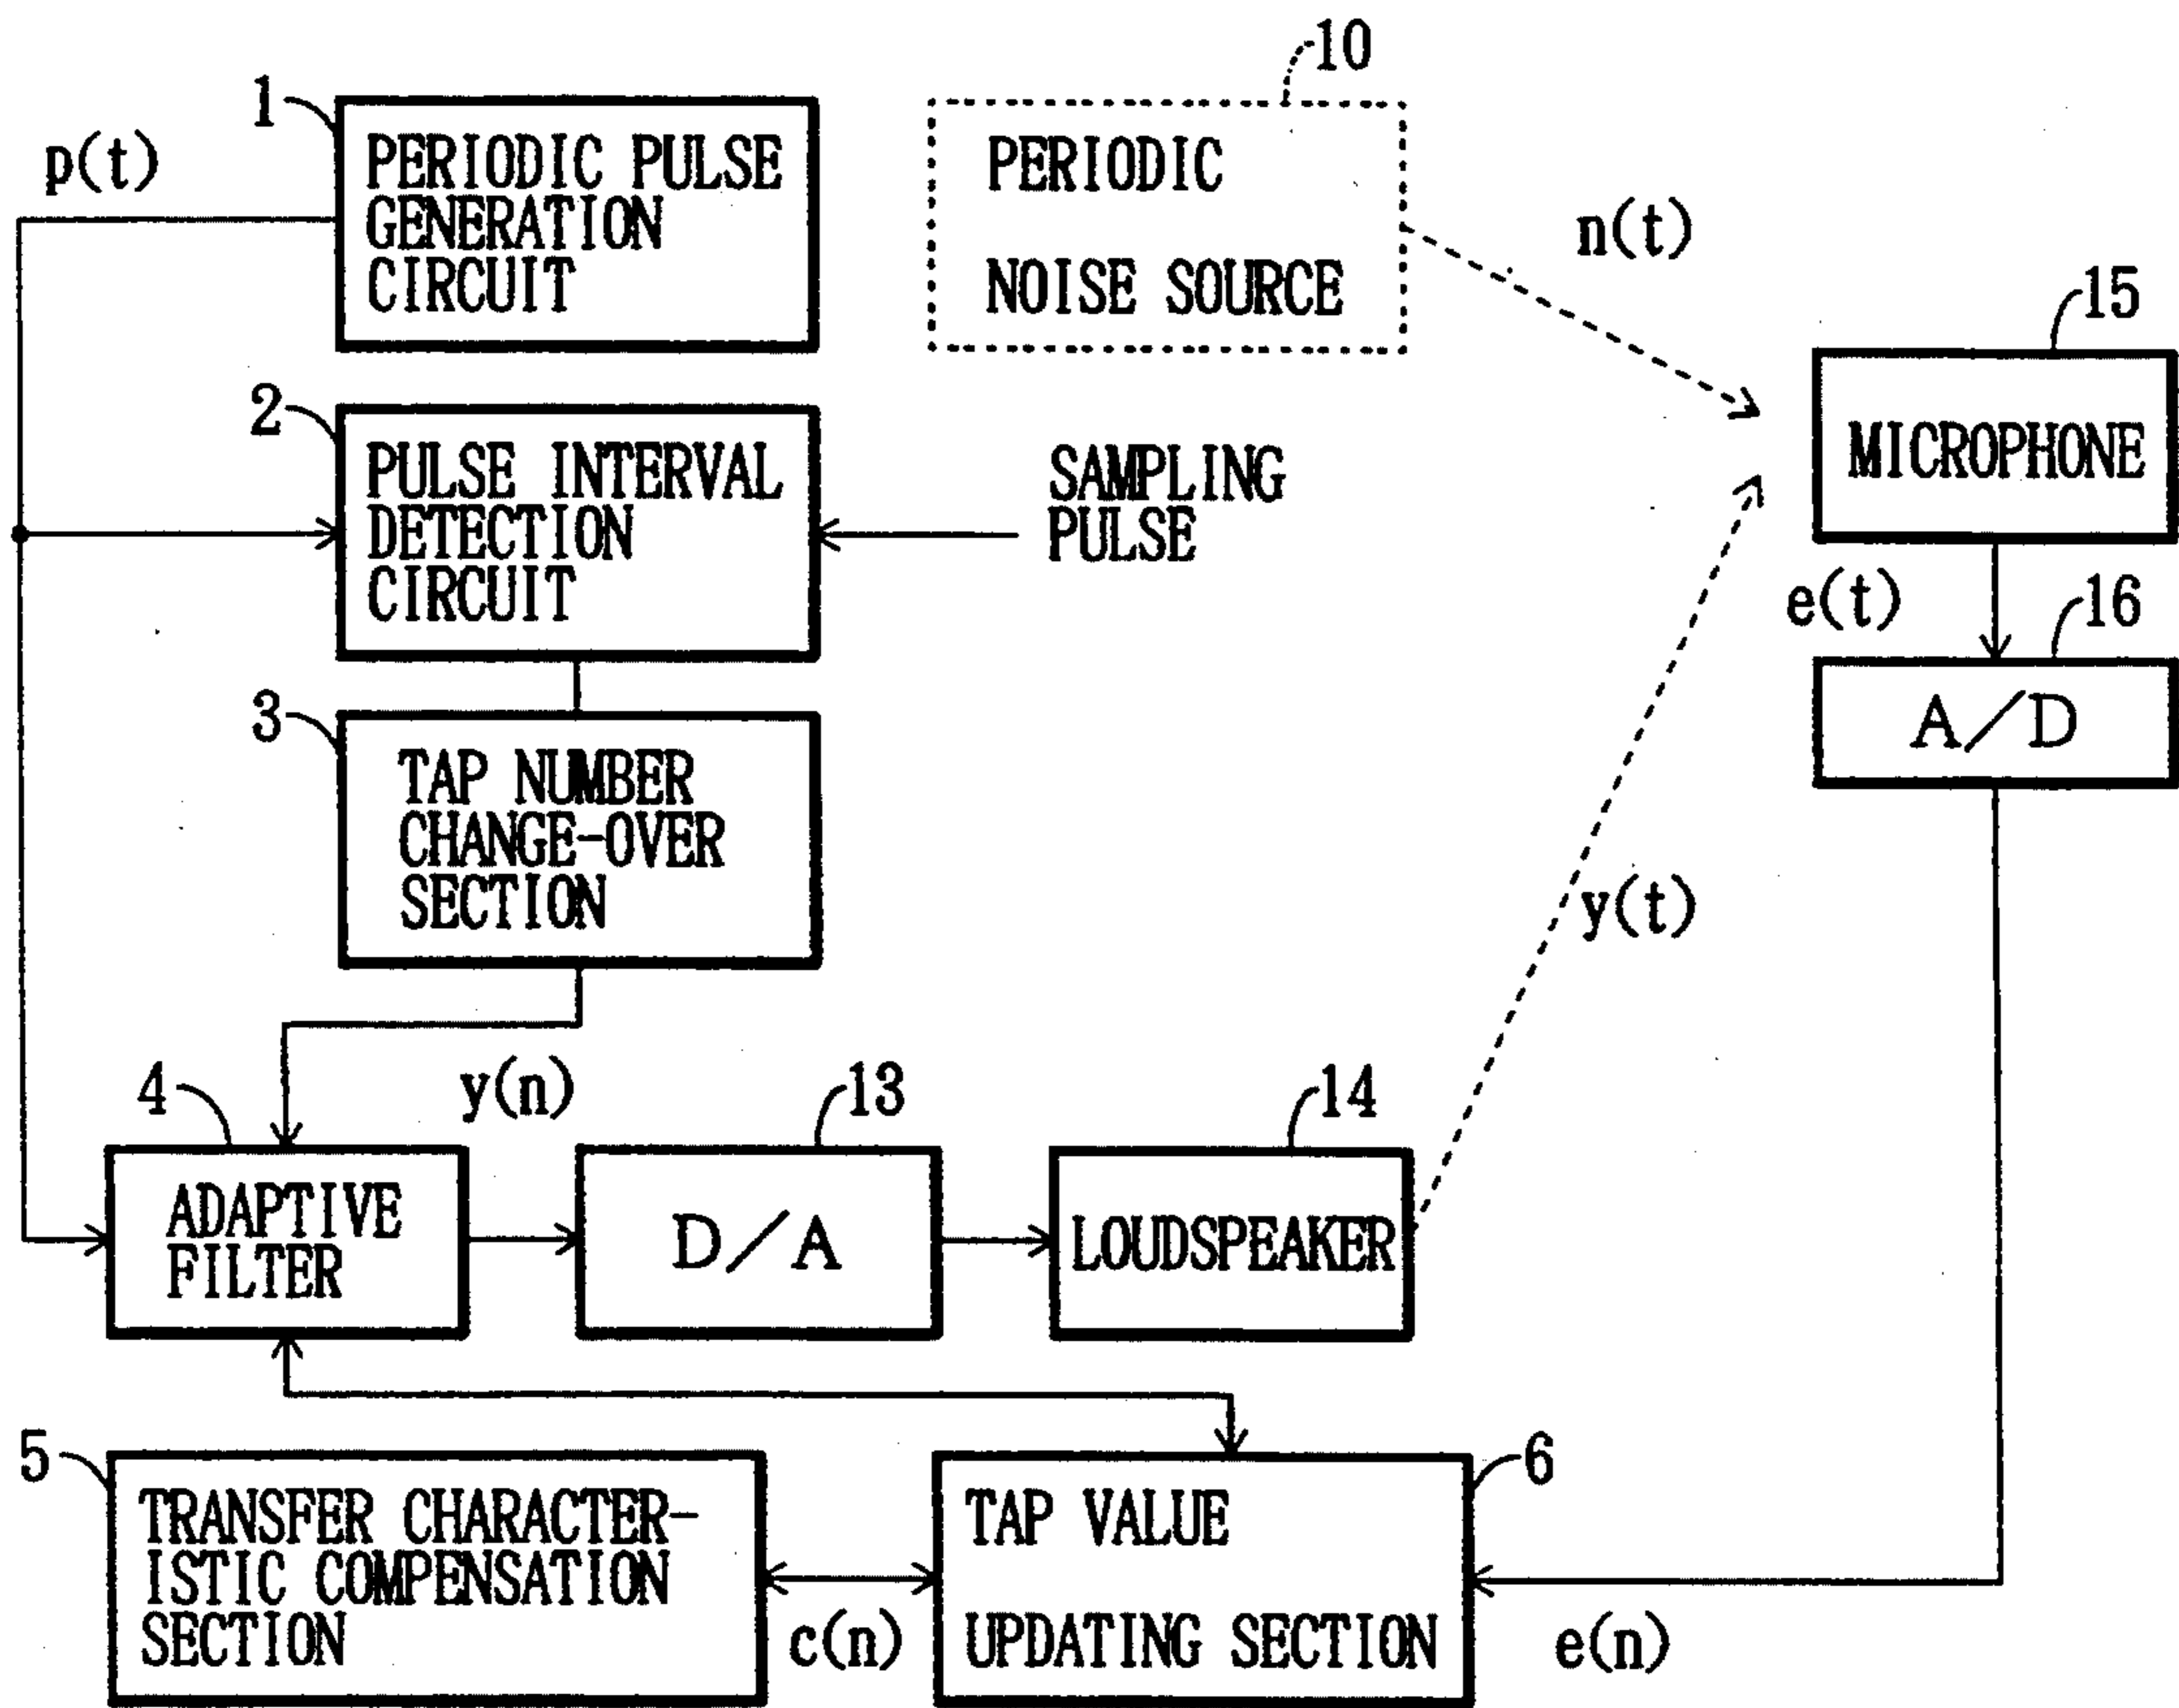 10
1
p(t)
PERIODIC PULSE
GENERATION
CIRCUIT
PERIODIC
NOISE SOURCE
n(t)
15
MICROPHONE
2
PULSE INTERVAL
DETECTION
CIRCUIT
SAMPLING
PULSE
e(t)
16
A/D
3
TAP NUMBER
CHANGE-OVER
SECTION
y(t)
4
y(n)
13
14
ADAPTIVE
FILTER
D/A
LOUDSPEAKER
5
TRANSFER CHARACTER-
ISTIC COMPENSATION
SECTION
c(n)
6
TAP VALUE
UPDATING SECTION
e(n)